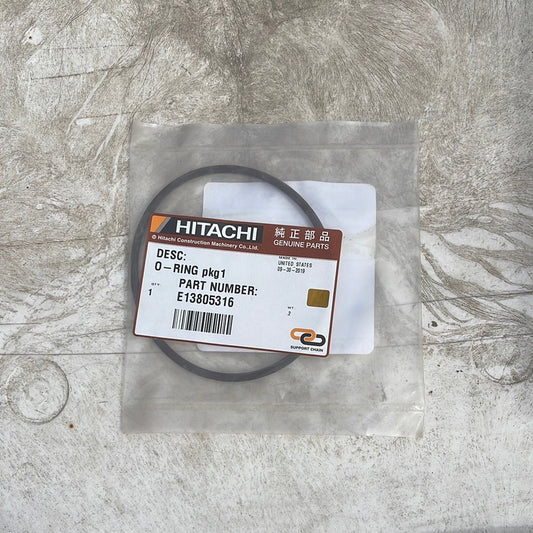 HITACHI
© Hitachi Construction Machinery Co.,Ltd.
純正部品
GENUINE PARTS
DESC:
O-RING pkg1
MADE IN:
UNITED STATES
09-30-2019
QTY:
1
PART NUMBER:
E13805316
WT
2
SUPPORT CHAIN